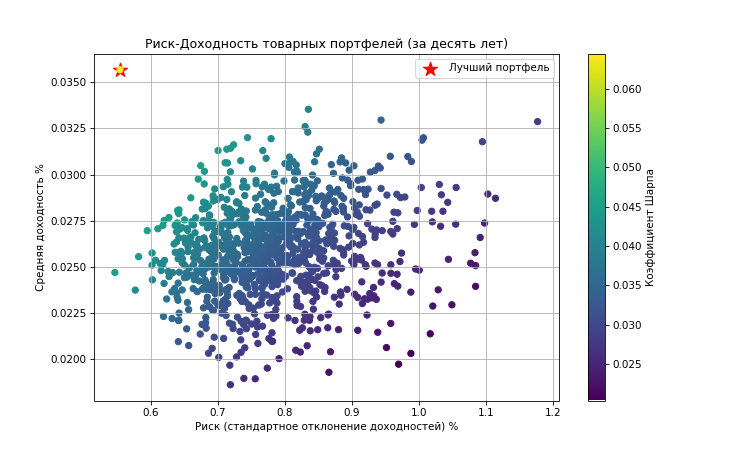 Риск-Доходность товарных портфелей (за десять лет)
Лучший портфель
Средняя доходность %
0.0350
0.0325
0.0300
0.0275
0.0250
0.0225
0.0200
0.6 0.7 0.8 0.9 1.0 1.1 1.2
Риск (стандартное отклонение доходностей) %
0.060
0.055
0.050
0.045
0.040
0.035
0.030
0.025
Коэффициент Шарпа